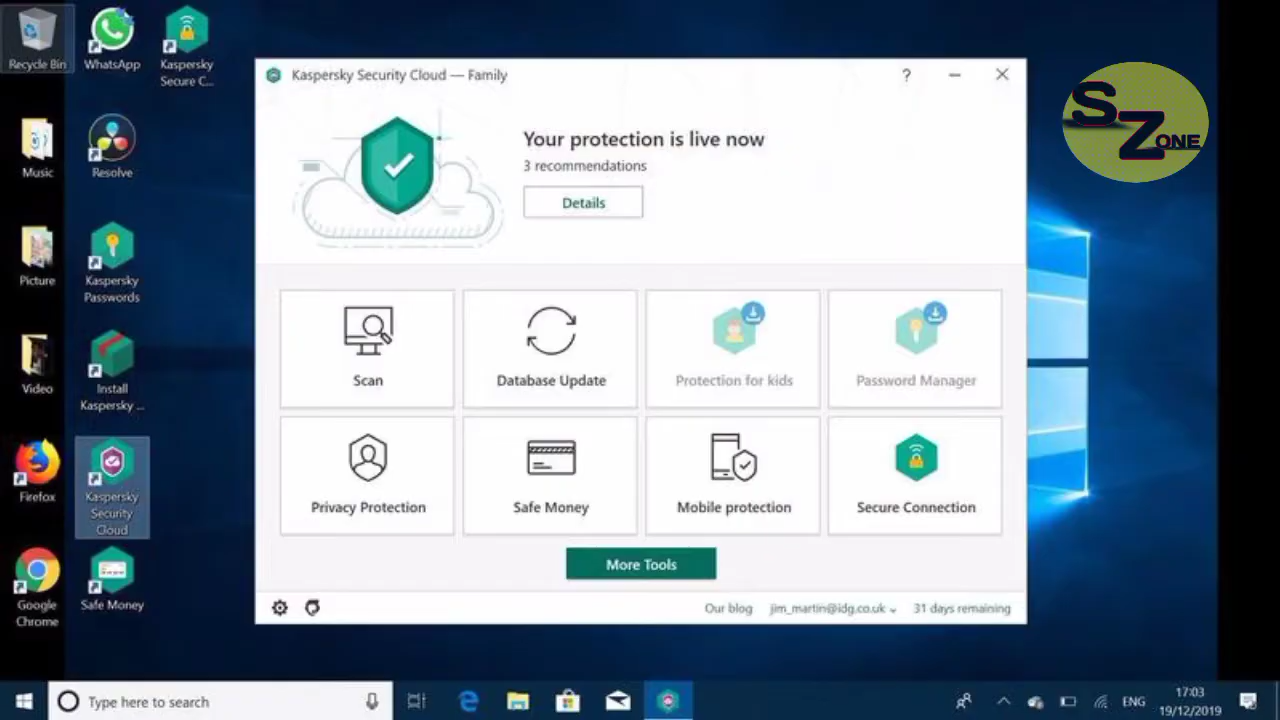 Recycle Bin
WhatsApp
Kaspersky
Secure C...
Music
Resolve
Picture
Kaspersky
Passwords
Video
Install
Kaspersky ...
Firefox
Kaspersky
Security
Cloud
Google
Chrome
Safe Money
Kaspersky Security Cloud — Family
?
Your protection is live now
3 recommendations
Details
Scan
Database Update
Protection for kids
Password Manager
Privacy Protection
Safe Money
Mobile protection
Secure Connection
More Tools
Our blog
jim_martin@idg.co.uk
31 days remaining
S ZONE
Type here to search
ENG
17:03
19/12/2019